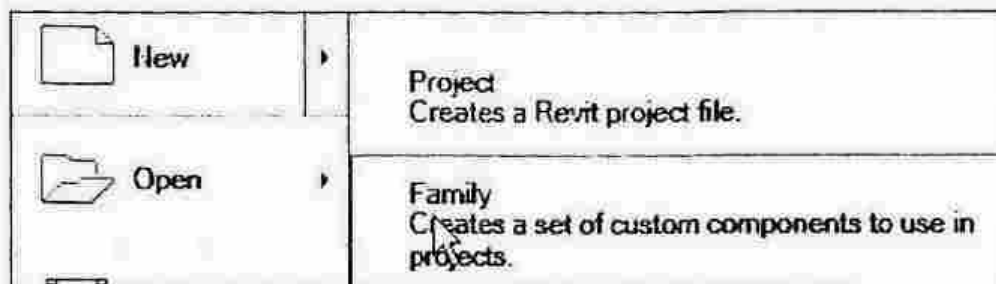 New
Project
Creates a Revit project file.
Open
Family
Creates a set of custom components to use in
projects.